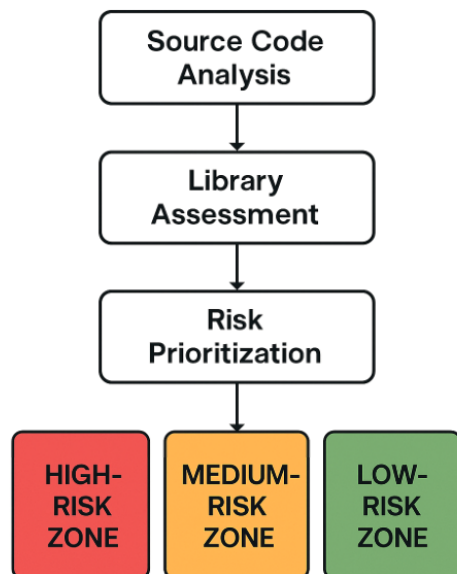 Source Code
Analysis
Library
Assessment
Risk
Prioritization
HIGH-
RISK
ZONE
MEDIUM-
RISK
ZONE
LOW-
RISK
ZONE